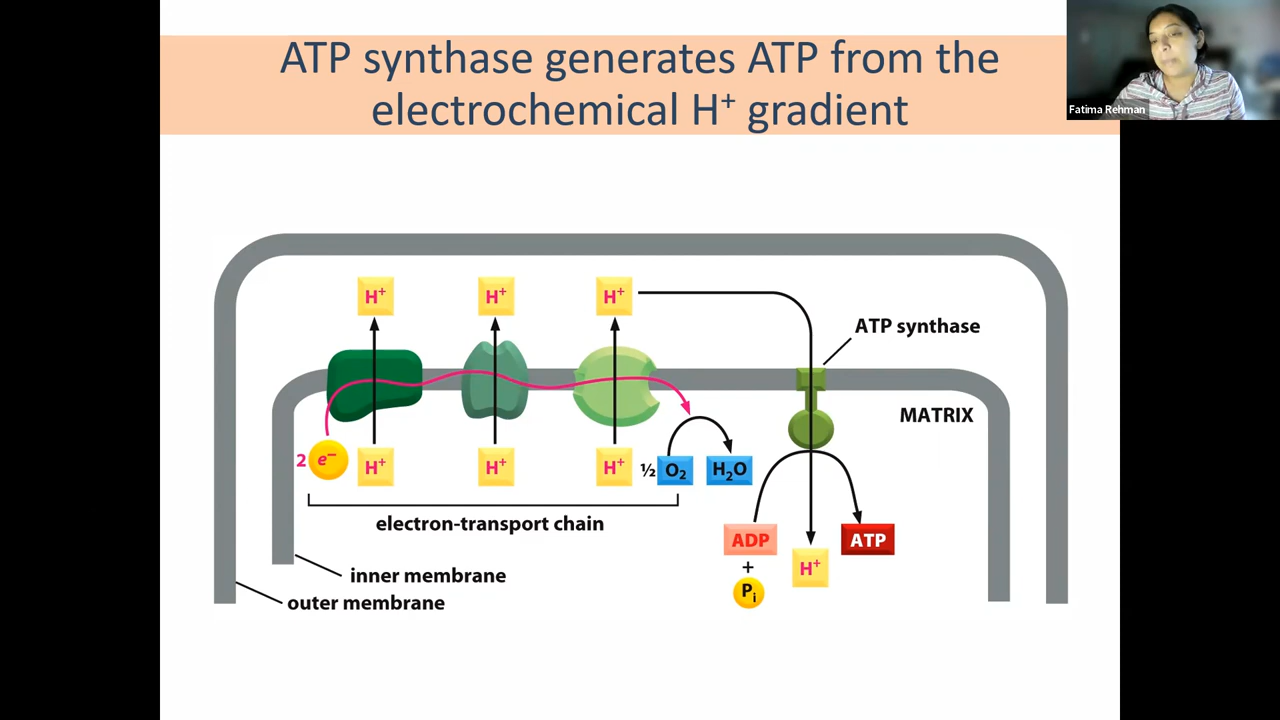 ATP synthase generates ATP from the
electrochemical H⁺ gradient
Fatima Rehman
H⁺ H⁺ H⁺
ATP synthase
MATRIX
2 e⁻ H⁺ H⁺ H⁺ ½ O₂ H₂O
electron-transport chain
ADP
+
Pᵢ
H⁺
ATP
inner membrane
outer membrane